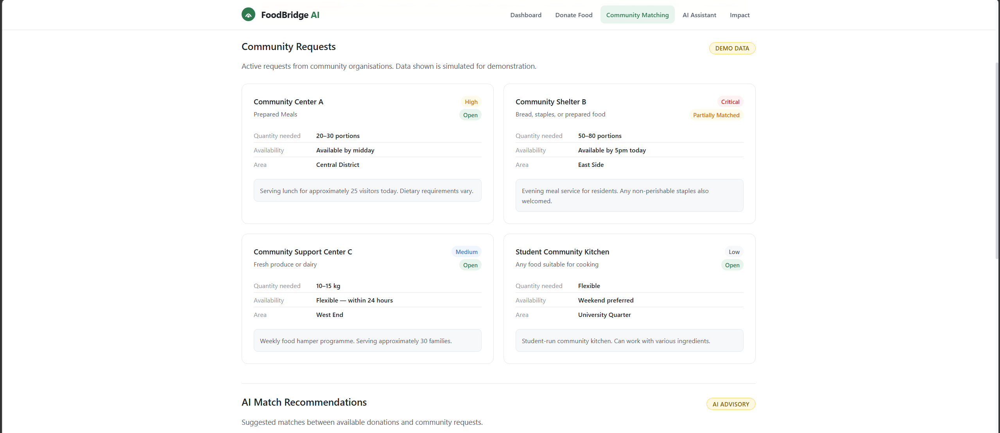 FoodBridge AI
Dashboard
Donate Food
Community Matching
AI Assistant
Impact
Community Requests
DEMO DATA
Active requests from community organisations. Data shown is simulated for demonstration.
Community Center A
High
Prepared Meals
Open
Quantity needed 20–30 portions
Availability Available by midday
Area Central District
Serving lunch for approximately 25 visitors today. Dietary requirements vary.
Community Shelter B
Critical
Bread, staples, or prepared food
Partially Matched
Quantity needed 50–80 portions
Availability Available by 5pm today
Area East Side
Evening meal service for residents. Any non-perishable staples also
welcomed.
Community Support Center C
Medium
Fresh produce or dairy
Open
Quantity needed 10–15 kg
Availability Flexible — within 24 hours
Area West End
Weekly food hamper programme. Serving approximately 30 families.
Student Community Kitchen
Low
Any food suitable for cooking
Open
Quantity needed Flexible
Availability Weekend preferred
Area University Quarter
Student-run community kitchen. Can work with various ingredients.
AI Match Recommendations
AI ADVISORY
Suggested matches between available donations and community requests.